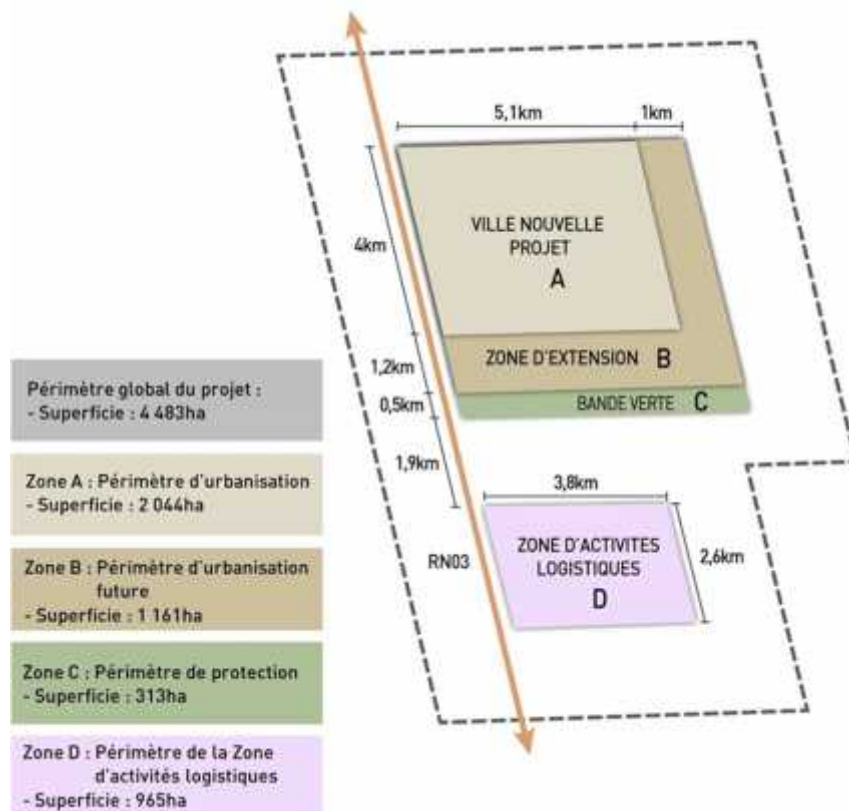 5,1km
1km
VILLE NOUVELLE
PROJET
A
4km
ZONE D'EXTENSION B
1,2km
BANDE VERTE C
0,5km
1,9km
3,8km
ZONE D'ACTIVITES
LOGISTIQUES
D
2,6km
RN03
Périmètre global du projet :
- Superficie : 4 483ha
Zone A : Périmètre d'urbanisation
- Superficie : 2 044ha
Zone B : Périmètre d'urbanisation
future
- Superficie : 1 161ha
Zone C : Périmètre de protection
- Superficie : 313ha
Zone D : Périmètre de la Zone
d'activités logistiques
- Superficie : 965ha